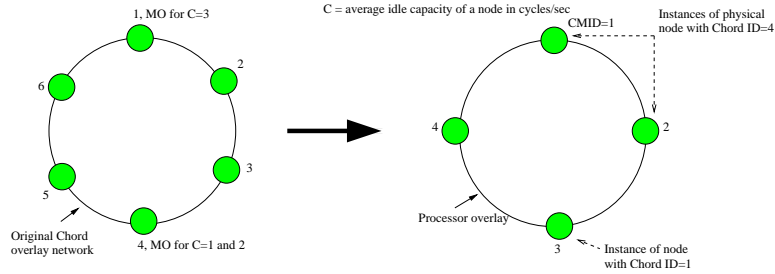 C = average idle capacity of a node in cycles/sec
1, MO for C=3
2
3
4, MO for C=1 and 2
5
6
Original Chord
overlay network
CMID=1
Instances of physical
node with Chord ID=4
2
3
4
Processor overlay
Instance of node
with Chord ID=1